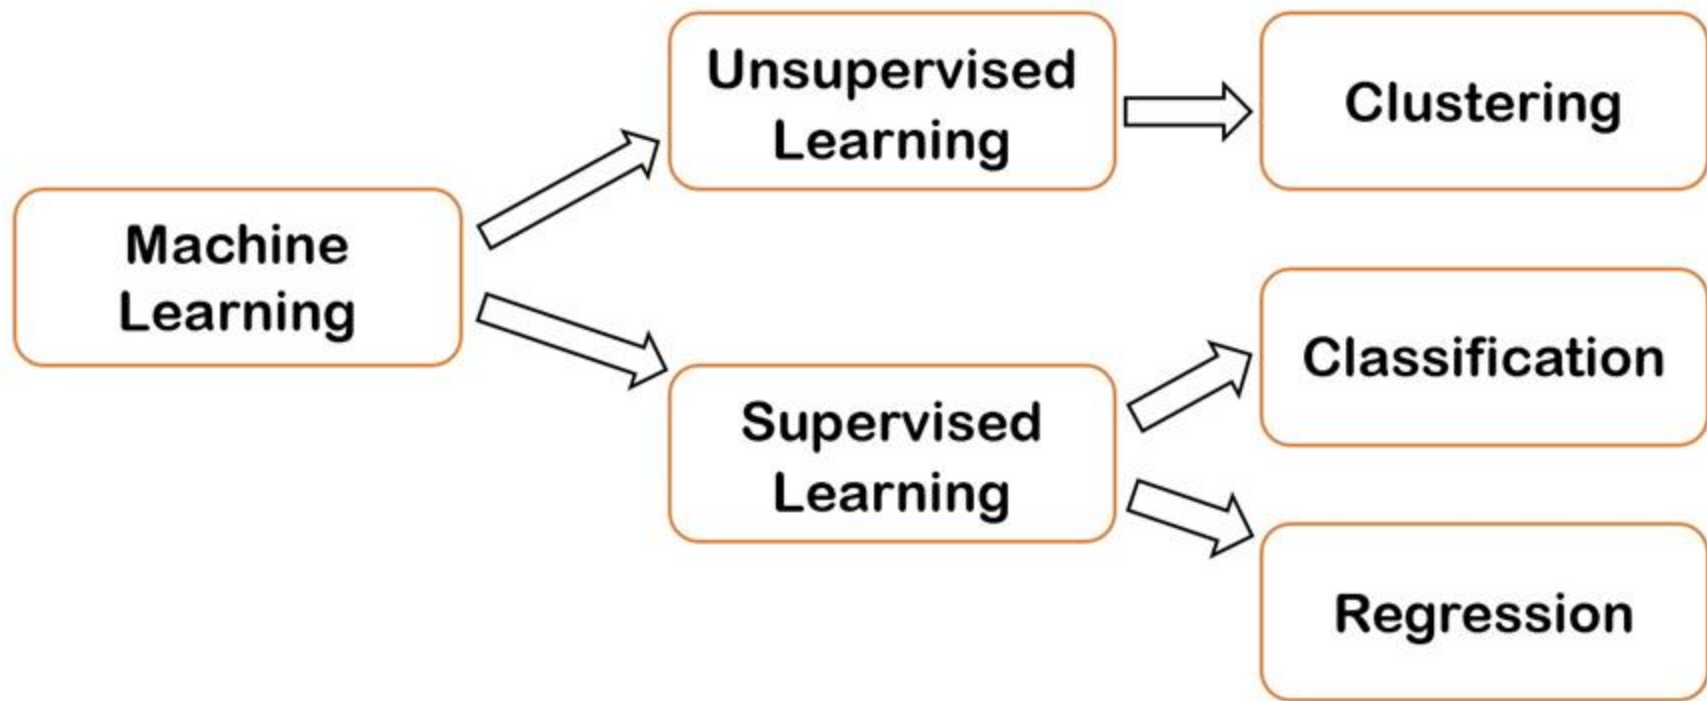 Machine
Learning
Unsupervised
Learning
Clustering
Supervised
Learning
Classification
Regression